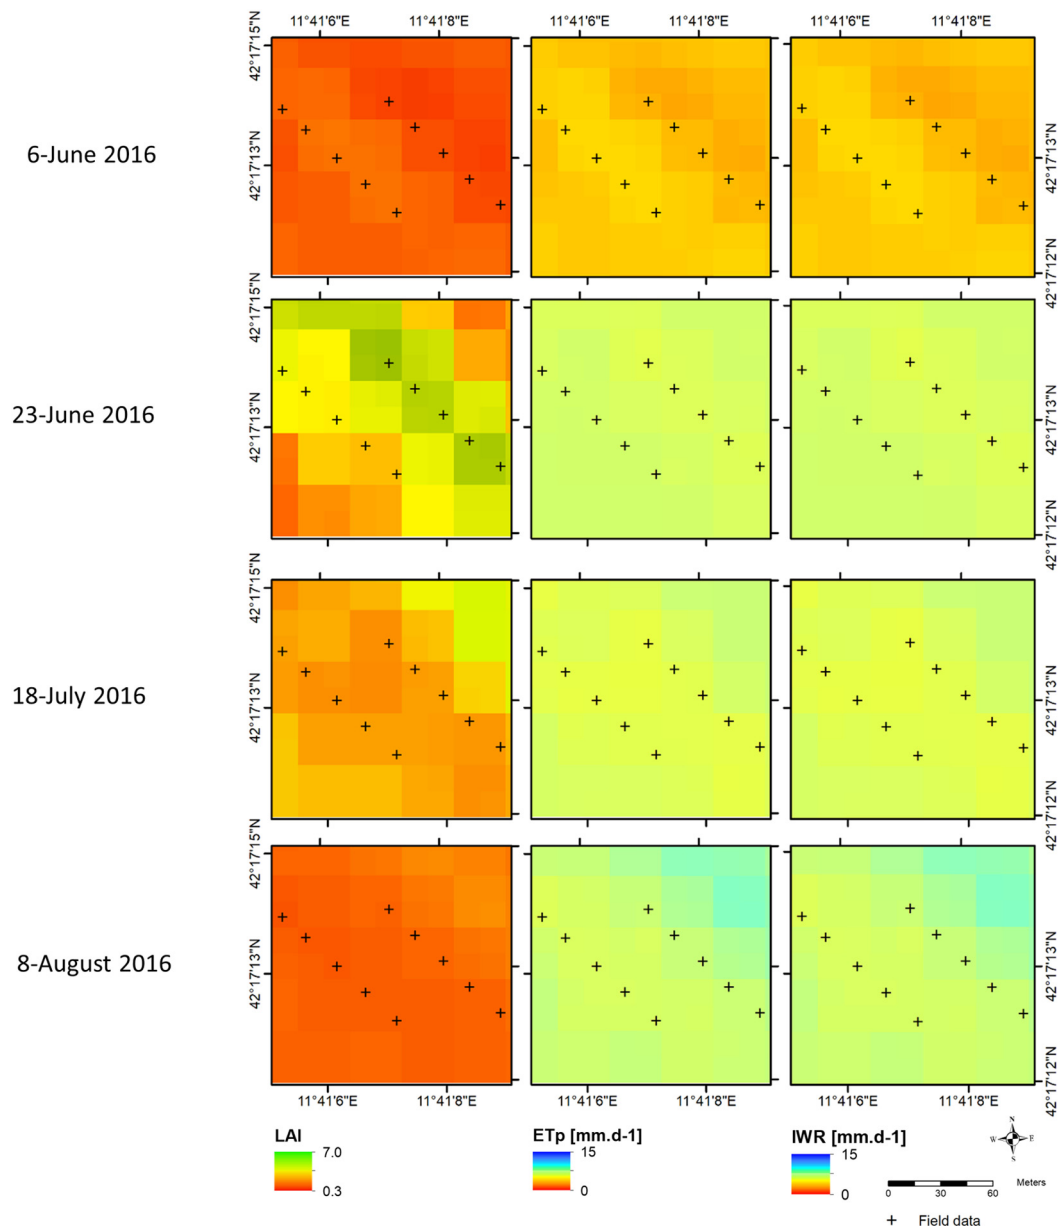 11°41'6"E 11°41'8"E 11°41'6"E 11°41'8"E 11°41'6"E 11°41'8"E
42°17'15"N
6-June 2016
42°17'13"N 42°17'13"N
42°17'12"N
42°17'15"N
23-June 2016
42°17'13"N 42°17'13"N
42°17'12"N
42°17'15"N
18-July 2016
42°17'13"N 42°17'13"N
42°17'12"N
42°17'15"N
8-August 2016
42°17'13"N 42°17'13"N
42°17'12"N
11°41'6"E 11°41'8"E 11°41'6"E 11°41'8"E 11°41'6"E 11°41'8"E
LAI ETp [mm.d-1] IWR [mm.d-1]
7.0 15 15
0.3 0 0
N
W E
S
Meters
0 30 60
+ Field data